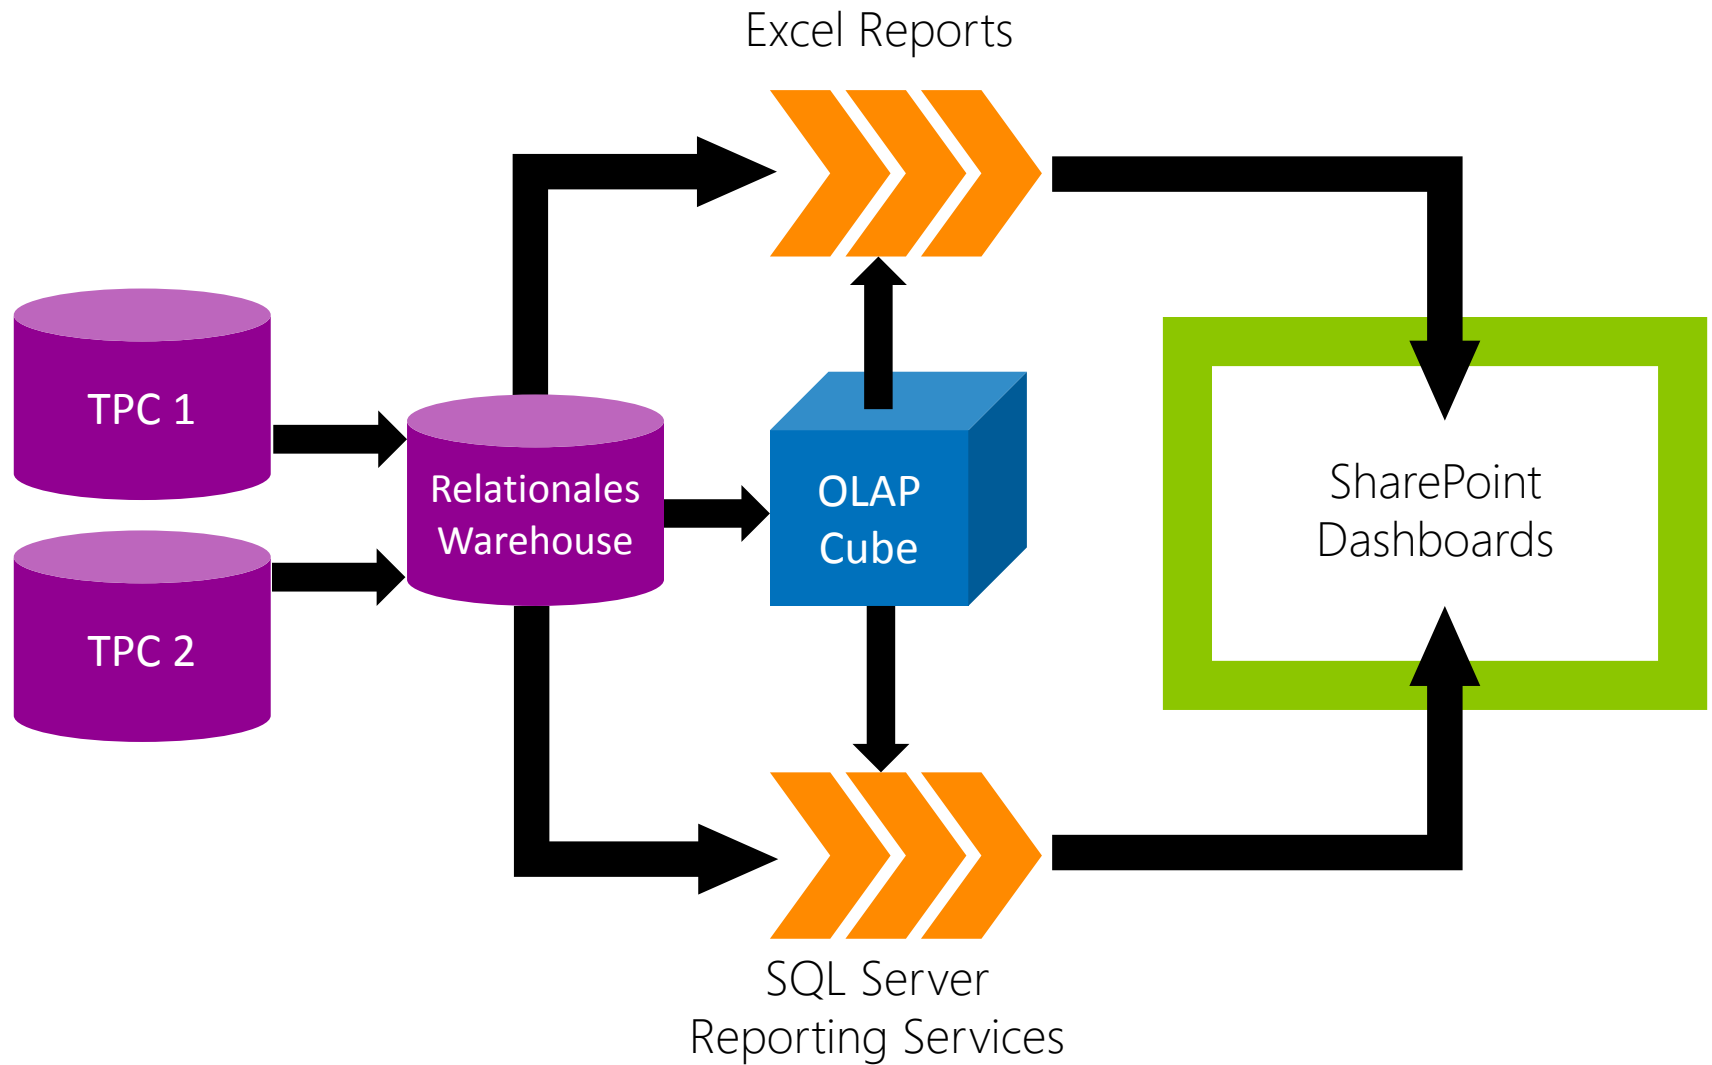 Excel Reports
TPC 1
TPC 2
Relationales
Warehouse
OLAP
Cube
SharePoint
Dashboards
SQL Server
Reporting Services